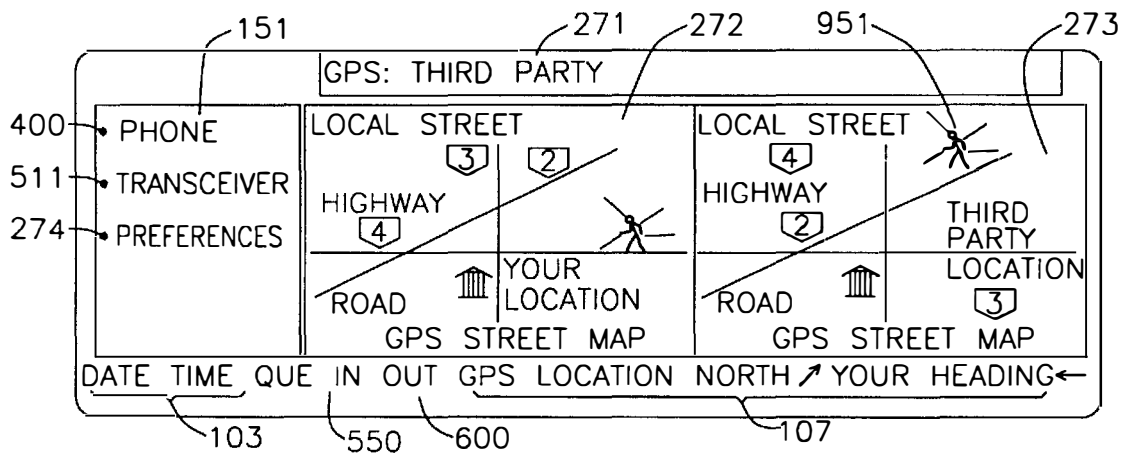 151 271 272 951 273
GPS: THIRD PARTY
400 PHONE
511 TRANSCEIVER
274 PREFERENCES
LOCAL STREET
3 2
HIGHWAY
4
YOUR
LOCATION
ROAD
GPS STREET MAP
LOCAL STREET
4
HIGHWAY
2
THIRD
PARTY
LOCATION
3
ROAD
GPS STREET MAP
DATE TIME QUE IN OUT GPS LOCATION NORTH ↗ YOUR HEADING←
103 550 600 107